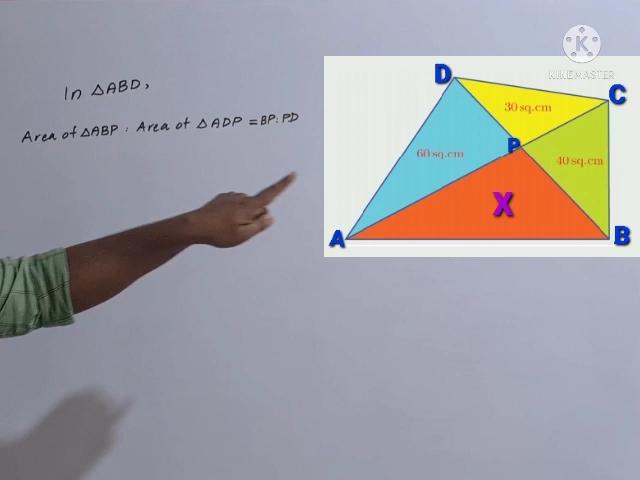 In △ABD,
Area of △ABP : Area of △ADP = BP : PD
KINEMASTER
D
C
30 sq.cm
P
60 sq.cm
40 sq.cm
X
A
B